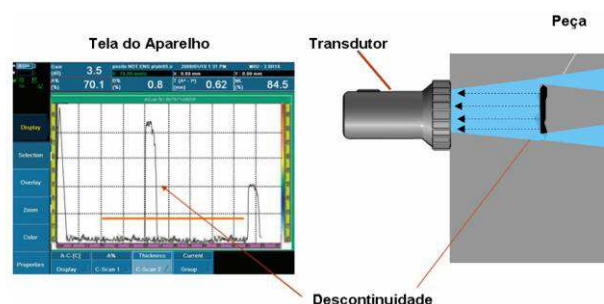 Peça
Tela do Aparelho
Transdutor
3.5
70.1
0.8
0.62
84.5
Display
Selection
Overlay
Zoom
Color
Properties
A-C-[C] A% Thickness Current
Display C-Scan 1 C-Scan 2 Group
Descontinuidade